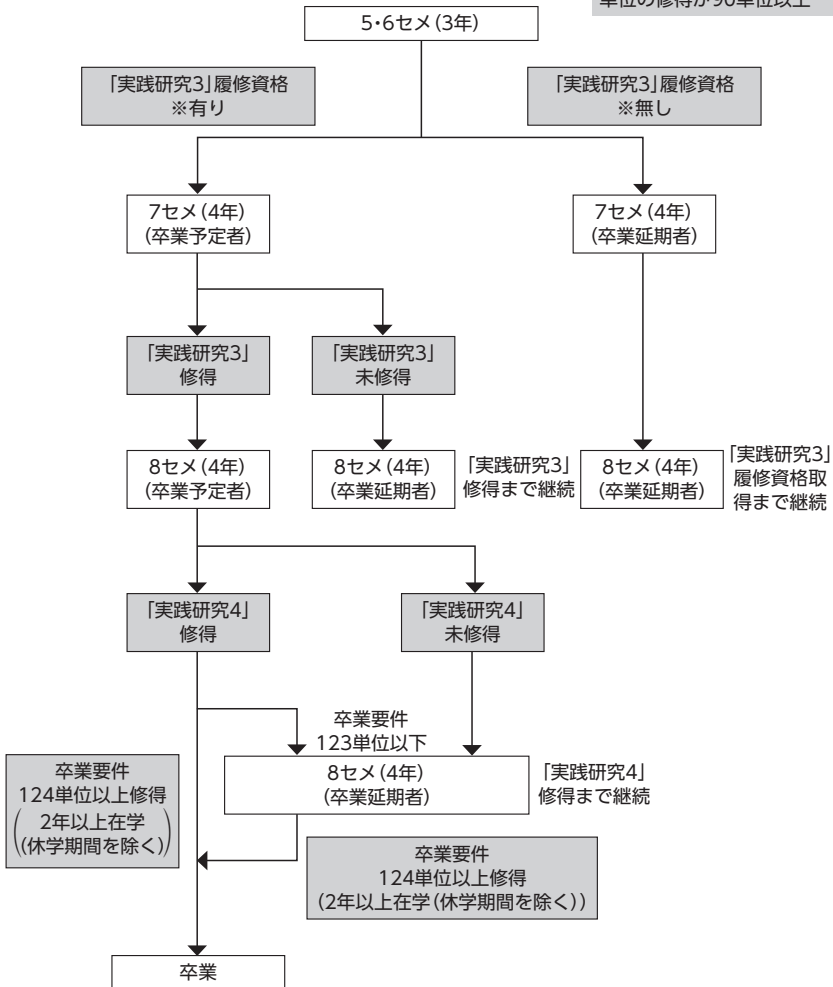 単位の修得が90単位以上
5・6セメ(3年)
「実践研究3」履修資格
※有り
「実践研究3」履修資格
※無し
7セメ(4年)
(卒業予定者)
7セメ(4年)
(卒業延期者)
「実践研究3」
修得
「実践研究3」
未修得
8セメ(4年)
(卒業予定者)
8セメ(4年)
(卒業延期者)
「実践研究3」
修得まで継続
8セメ(4年)
(卒業延期者)
「実践研究3」
履修資格取
得まで継続
「実践研究4」
修得
「実践研究4」
未修得
卒業要件
123単位以下
8セメ(4年)
(卒業延期者)
「実践研究4」
修得まで継続
卒業要件
124単位以上修得
(2年以上在学
(休学期間を除く))
卒業要件
124単位以上修得
(2年以上在学(休学期間を除く))
卒業